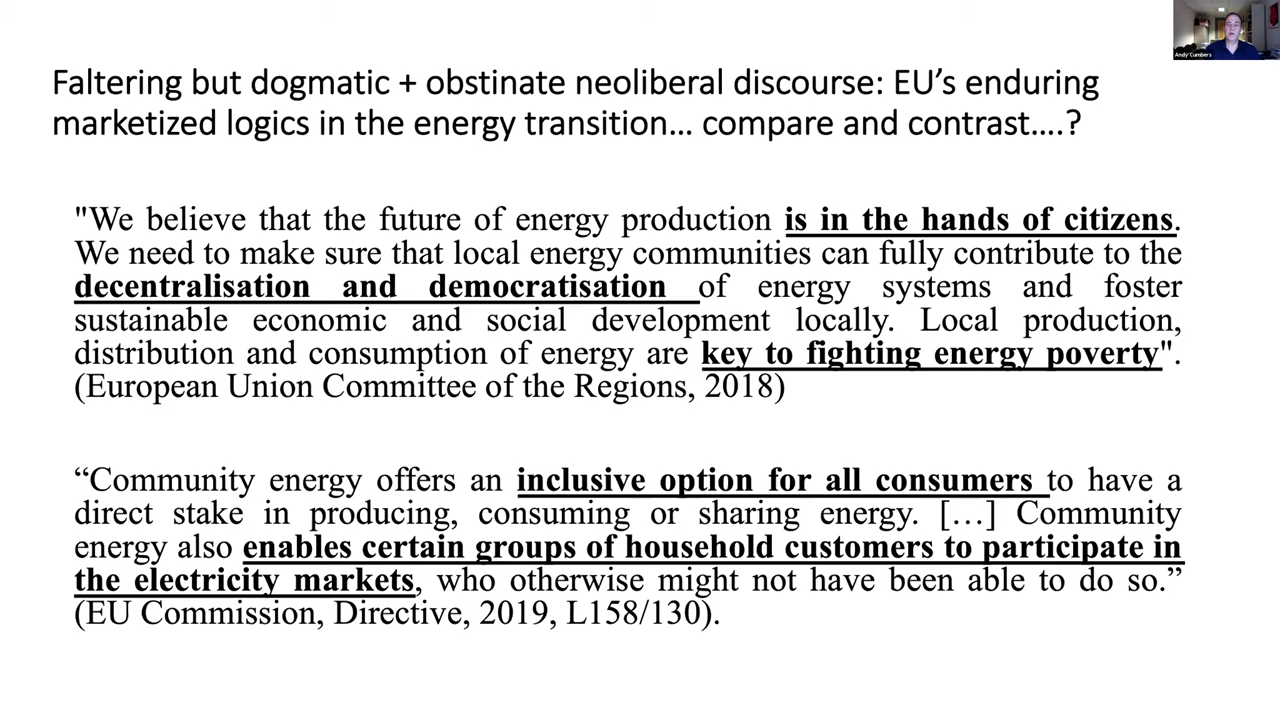 Andy Cumbers
Faltering but dogmatic + obstinate neoliberal discourse: EU’s enduring
marketized logics in the energy transition… compare and contrast….?
"We believe that the future of energy production is in the hands of citizens.
We need to make sure that local energy communities can fully contribute to the
decentralisation and democratisation of energy systems and foster
sustainable economic and social development locally. Local production,
distribution and consumption of energy are key to fighting energy poverty".
(European Union Committee of the Regions, 2018)
“Community energy offers an inclusive option for all consumers to have a
direct stake in producing, consuming or sharing energy. […] Community
energy also enables certain groups of household customers to participate in
the electricity markets, who otherwise might not have been able to do so.”
(EU Commission, Directive, 2019, L158/130).